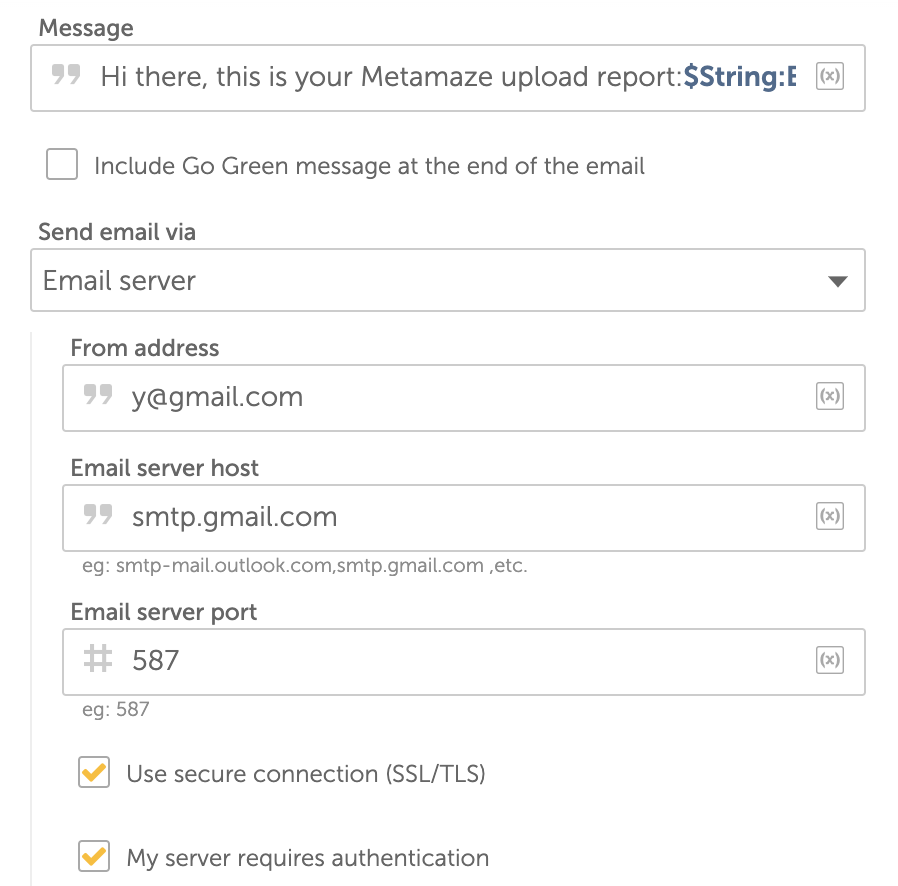 Message
Hi there, this is your Metamaze upload report:$String:E
(x)
Include Go Green message at the end of the email
Send email via
Email server
From address
y@gmail.com
(x)
Email server host
smtp.gmail.com
(x)
eg: smtp-mail.outlook.com,smtp.gmail.com ,etc.
Email server port
# 587
(x)
eg: 587
Use secure connection (SSL/TLS)
My server requires authentication